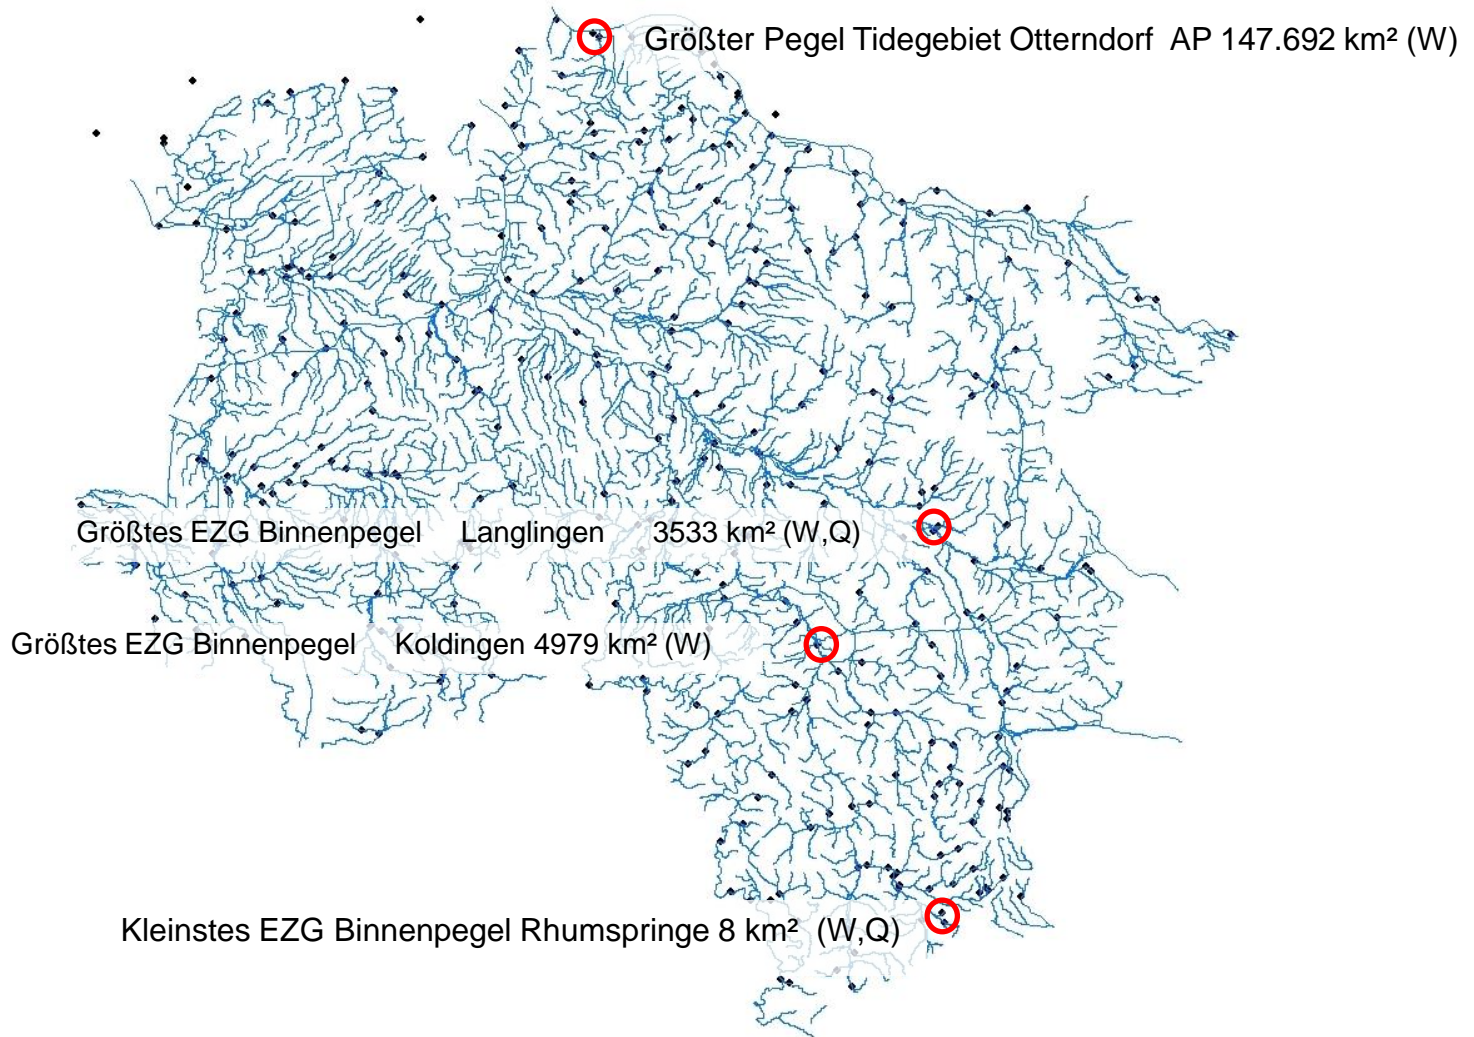 Größter Pegel Tidegebiet Otterndorf AP 147.692 km² (W)
Größtes EZG Binnenpegel Langlingen 3533 km² (W,Q)
Größtes EZG Binnenpegel Koldingen 4979 km² (W)
Kleinstes EZG Binnenpegel Rhumspringe 8 km² (W,Q)